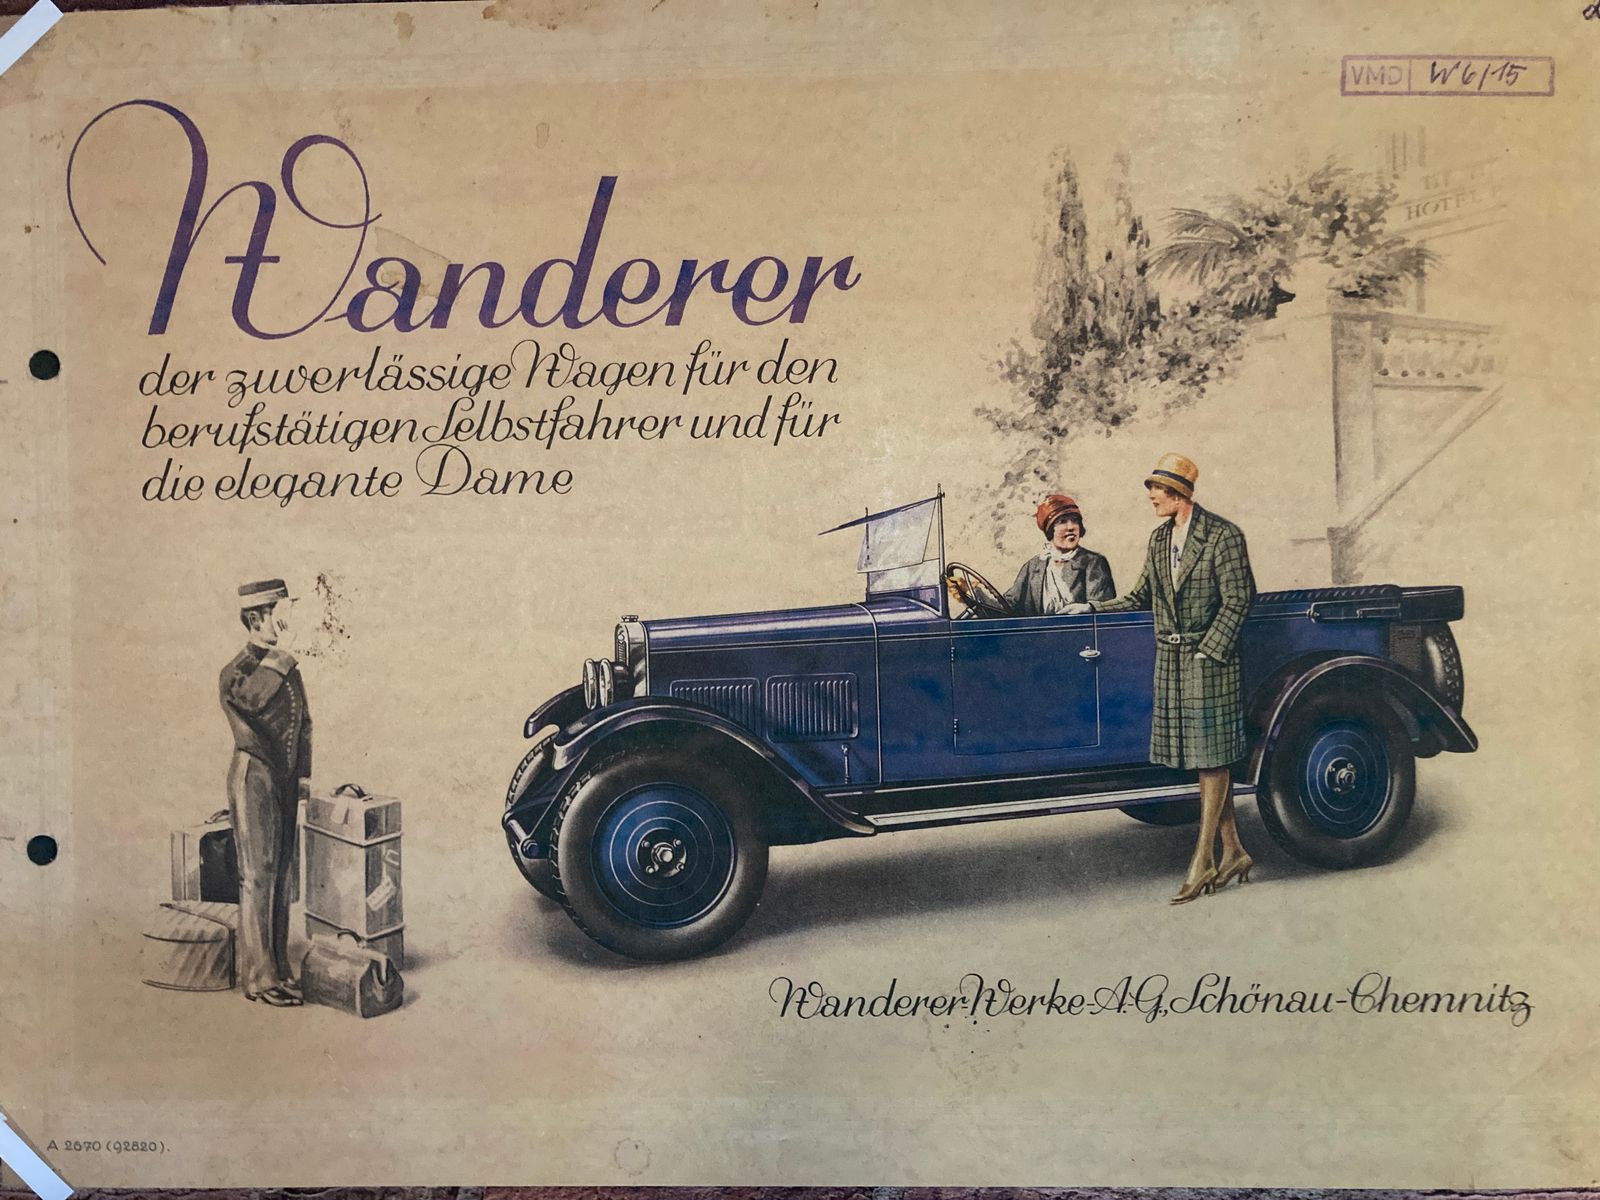 VMD W6/15
HOTEL
Wanderer
der zuverlässige Wagen für den
berufstätigen Selbstfahrer und für
die elegante Dame
Wanderer-Werke-A.G., Schönau-Chemnitz
A 2670 (92820).